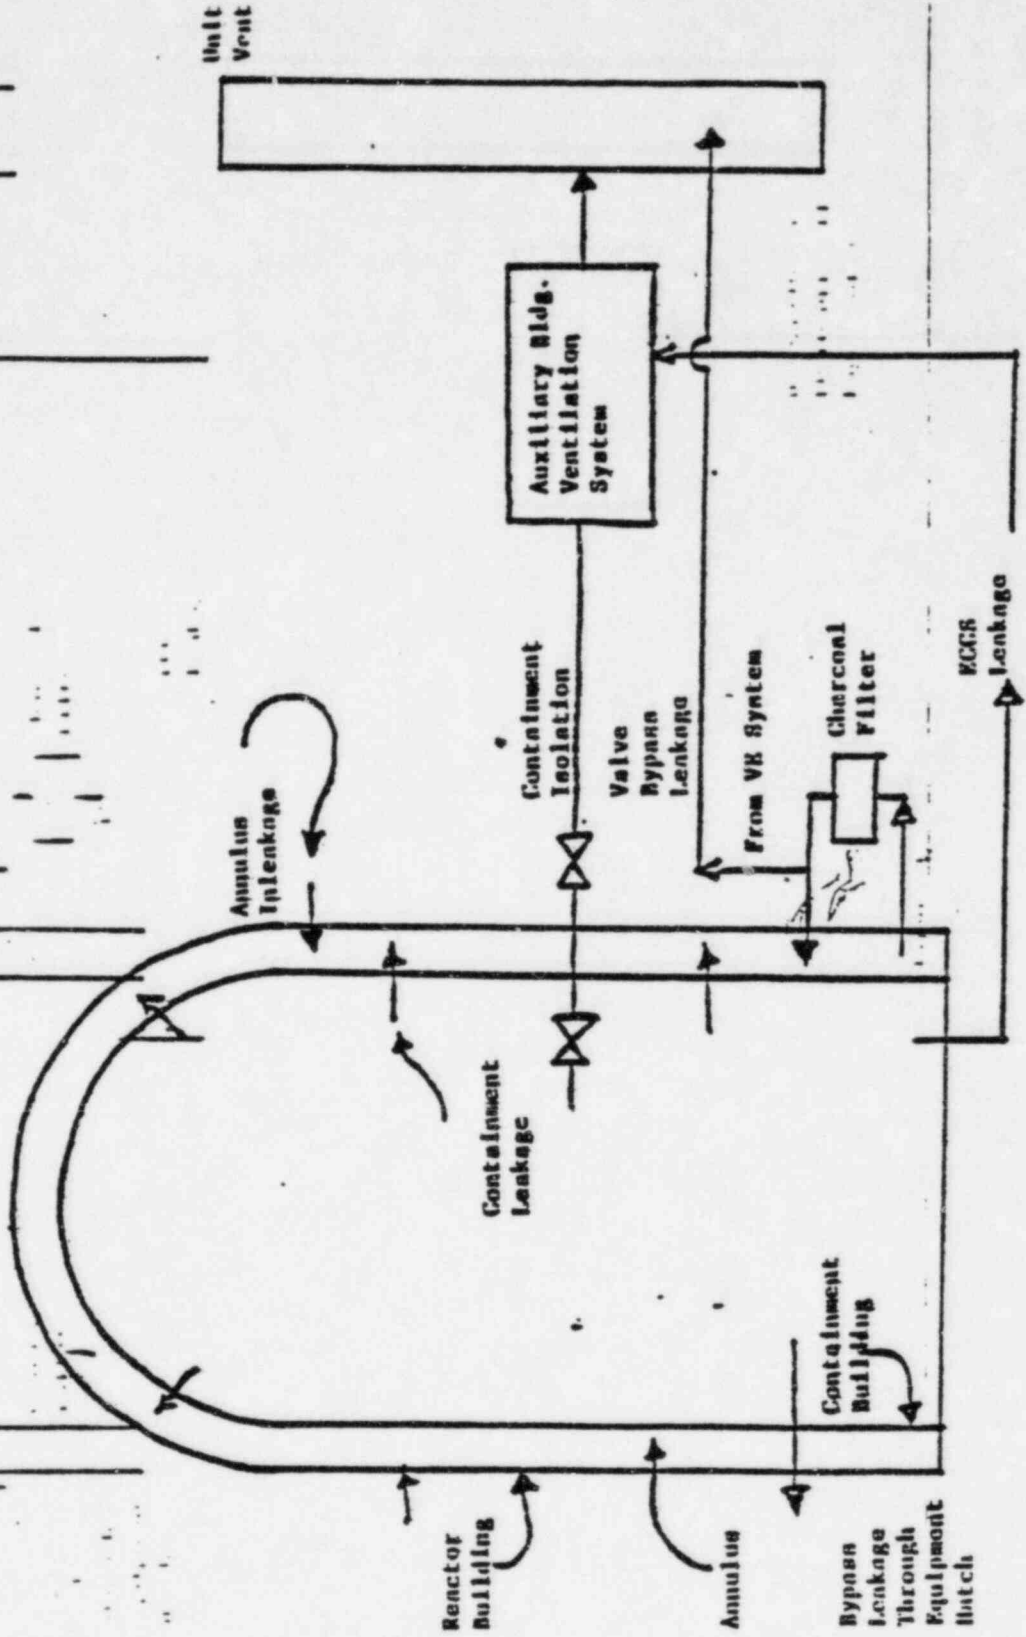 Unit
Vent
Auxiliary Bldg.
Ventilation
System
Annulus
Inleakage
Containment
Isolation
Valve
Bypass
Leakage
From VE System
Charcoal
Filter
ECCS
Leakage
Containment
Leakage
Containment
Building
Reactor
Building
Annulus
Bypass
Leakage
Through
Equipment
Hatch